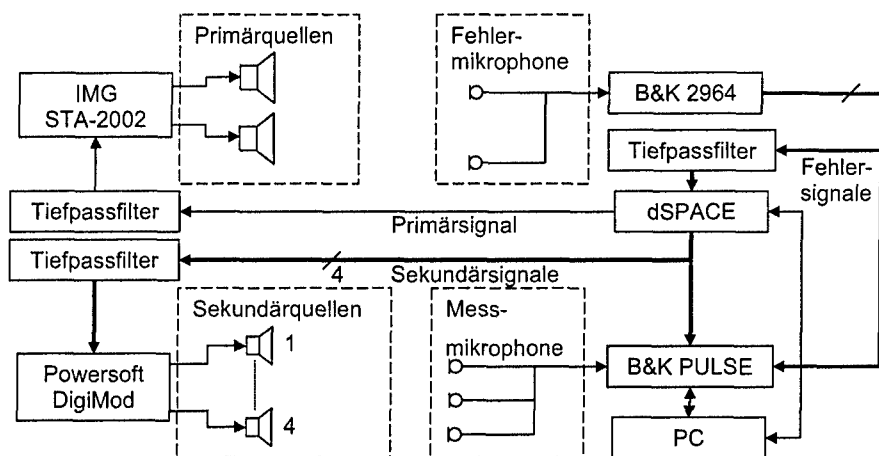 Primärquellen
IMG
STA-2002
Fehler-
mikrophone
B&K 2964
Tiefpassfilter
Fehler-
signale
Tiefpassfilter
Primärsignal
dSPACE
Tiefpassfilter
4
Sekundärsignale
Sekundärquellen
1
4
Powersoft
DigiMod
Mess-
mikrophone
B&K PULSE
PC